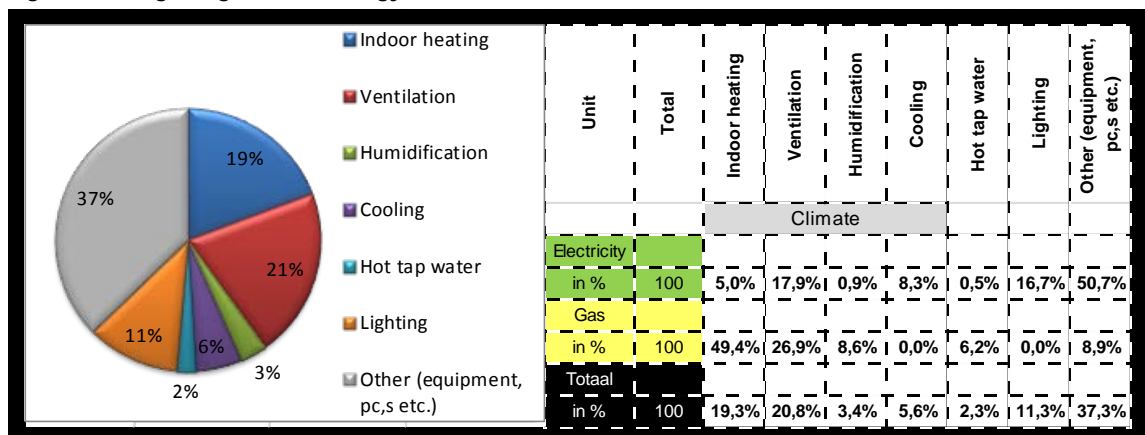 Indoor heating
Ventilation
Humidification
Cooling
Hot tap water
Lighting
Other (equipment,
pc,s etc.)
19%
21%
3%
6%
2%
11%
37%
Unit
Total
Indoor heating
Ventilation
Humidification
Cooling
Hot tap water
Lighting
Other (equipment,
pc,s etc.)
Climate
Electricity
in % 100 5,0% 17,9% 0,9% 8,3% 0,5% 16,7% 50,7%
Gas
in % 100 49,4% 26,9% 8,6% 0,0% 6,2% 0,0% 8,9%
Totaal
in % 100 19,3% 20,8% 3,4% 5,6% 2,3% 11,3% 37,3%